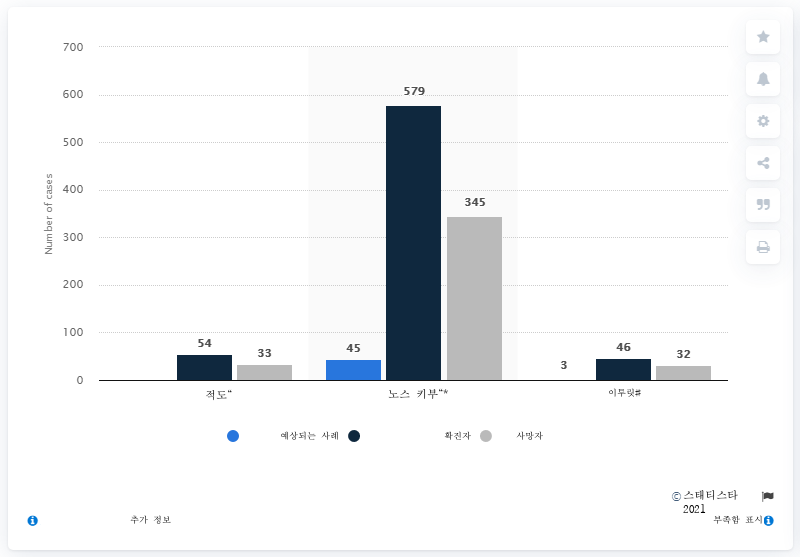 700
600
500
400
300
200
100
0
Number of cases
54
33
45
579
345
3
46
32
적도“
노스 키부“*
이투릿#
예상되는 사례
확진자
사망자
© 스태티스타
2021
추가 정보
부족함 표시